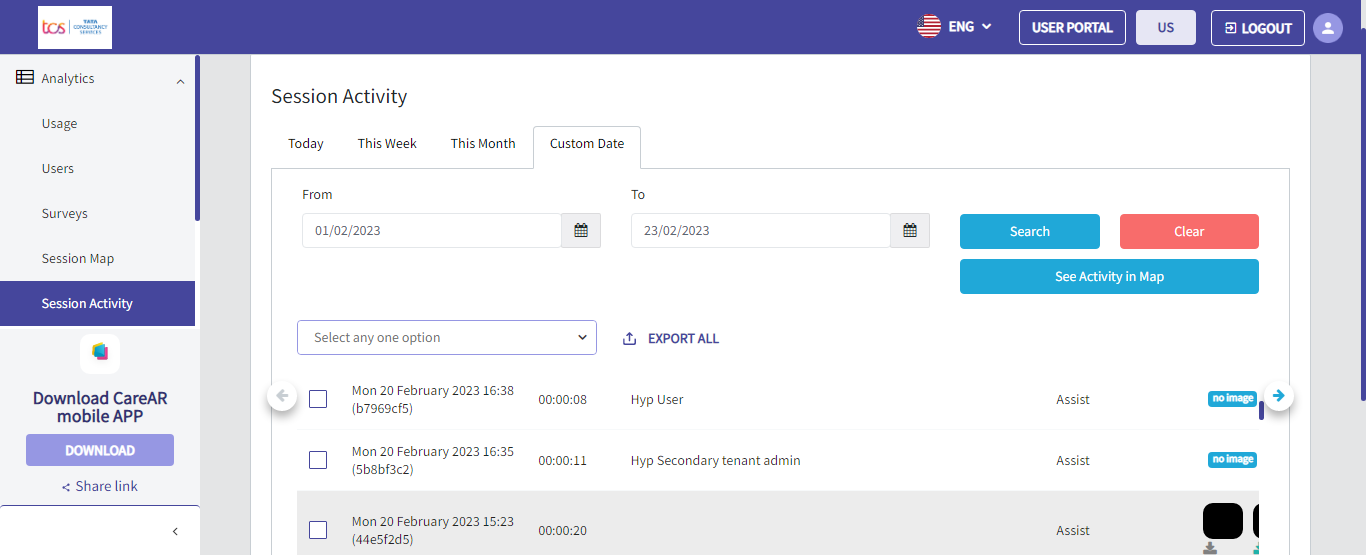 tcs TATA
CONSULTANCY
SERVICES
ENG
USER PORTAL
US
LOGOUT
Analytics
Usage
Users
Surveys
Session Map
Session Activity
Download CareAR
mobile APP
DOWNLOAD
Share link
Session Activity
Today This Week This Month Custom Date
From To
01/02/2023 23/02/2023 Search Clear
See Activity in Map
Select any one option EXPORT ALL
Mon 20 February 2023 16:38
(b7969cf5) 00:00:08 Hyp User Assist no image
Mon 20 February 2023 16:35
(5b8bf3c2) 00:00:11 Hyp Secondary tenant admin Assist no image
Mon 20 February 2023 15:23
(44e5f2d5) 00:00:20 Assist